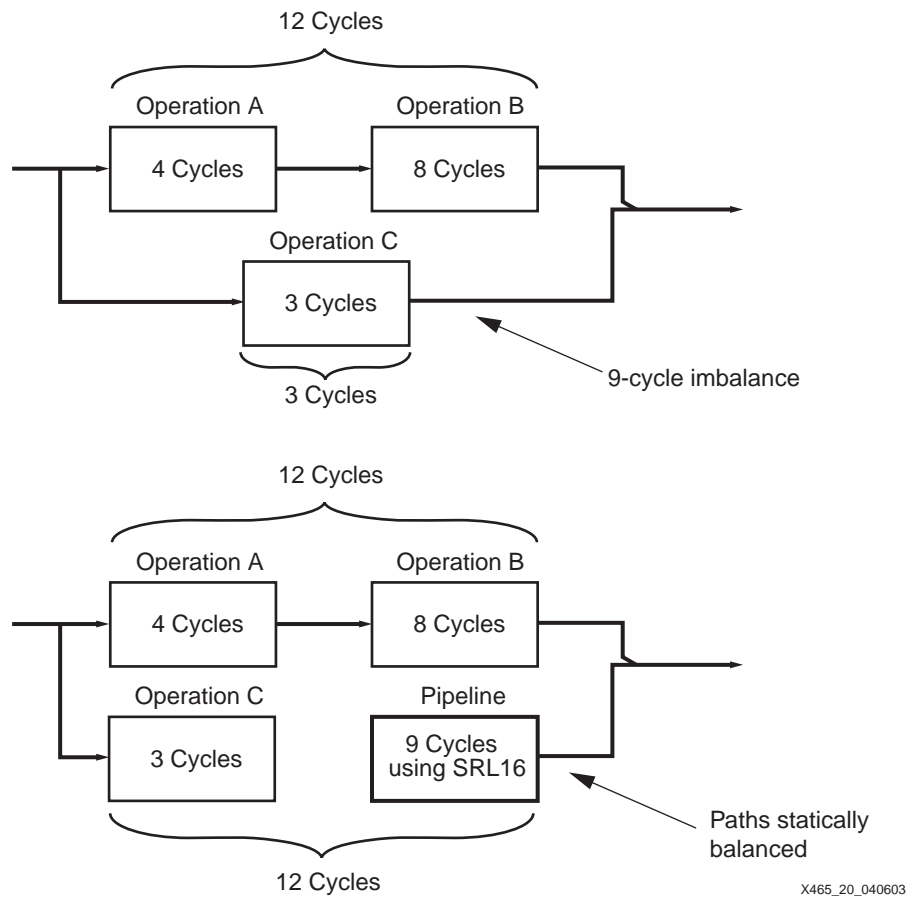 12 Cycles
Operation A
Operation B
4 Cycles
8 Cycles
Operation C
3 Cycles
9-cycle imbalance
3 Cycles
12 Cycles
Operation A
Operation B
4 Cycles
8 Cycles
Operation C
Pipeline
3 Cycles
9 Cycles
using SRL16
Paths statically
balanced
12 Cycles
X465_20_040603